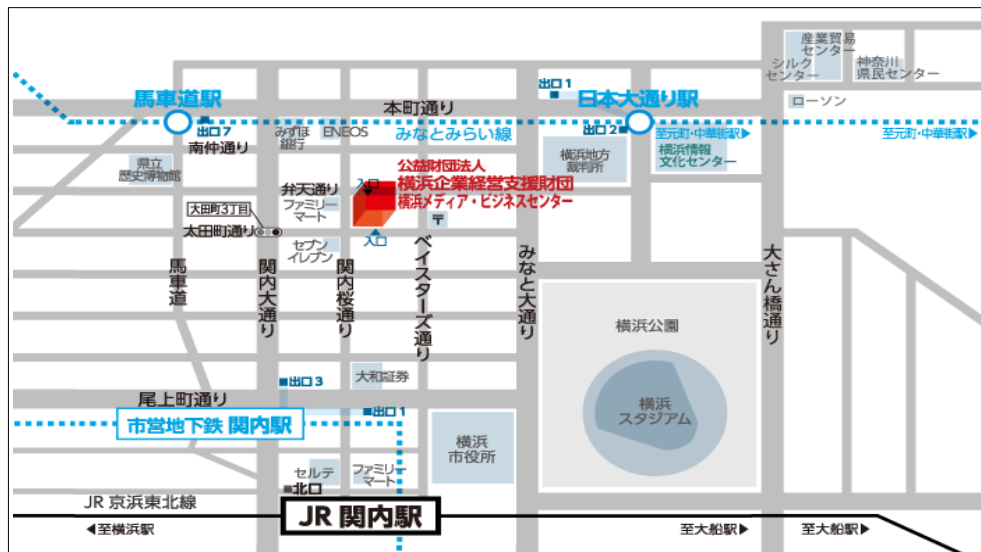 産業貿易
センター
シルク
センター
神奈川
県民センター
ローソン
馬車道駅
出口7
本町通り
出口1
日本大通り駅
出口2
みずほ
銀行
ENEOS
みなとみらい線
至元町・中華街駅▶
至元町・中華街駅▶
南仲通り
県立
歴史博物館
横浜地方
裁判所
横浜情報
文化センター
公益財団法人
横浜企業経営支援財団
横浜メディア・ビジネスセンター
入口
弁天通り
ファミリー
マート
大田町3丁目
太田町通り
〒
入口
セブン
イレブン
馬車道
関内大通り
関内桜通り
ベイスターズ通り
みなと大通り
大さん橋通り
横浜公園
横浜
スタジアム
出口3
大和証券
尾上町通り
出口1
市営地下鉄 関内駅
横浜
市役所
セルテ
ファミリー
マート
北口
JR 京浜東北線
JR 関内駅
◀至横浜駅
至大船駅▶
至大船駅▶